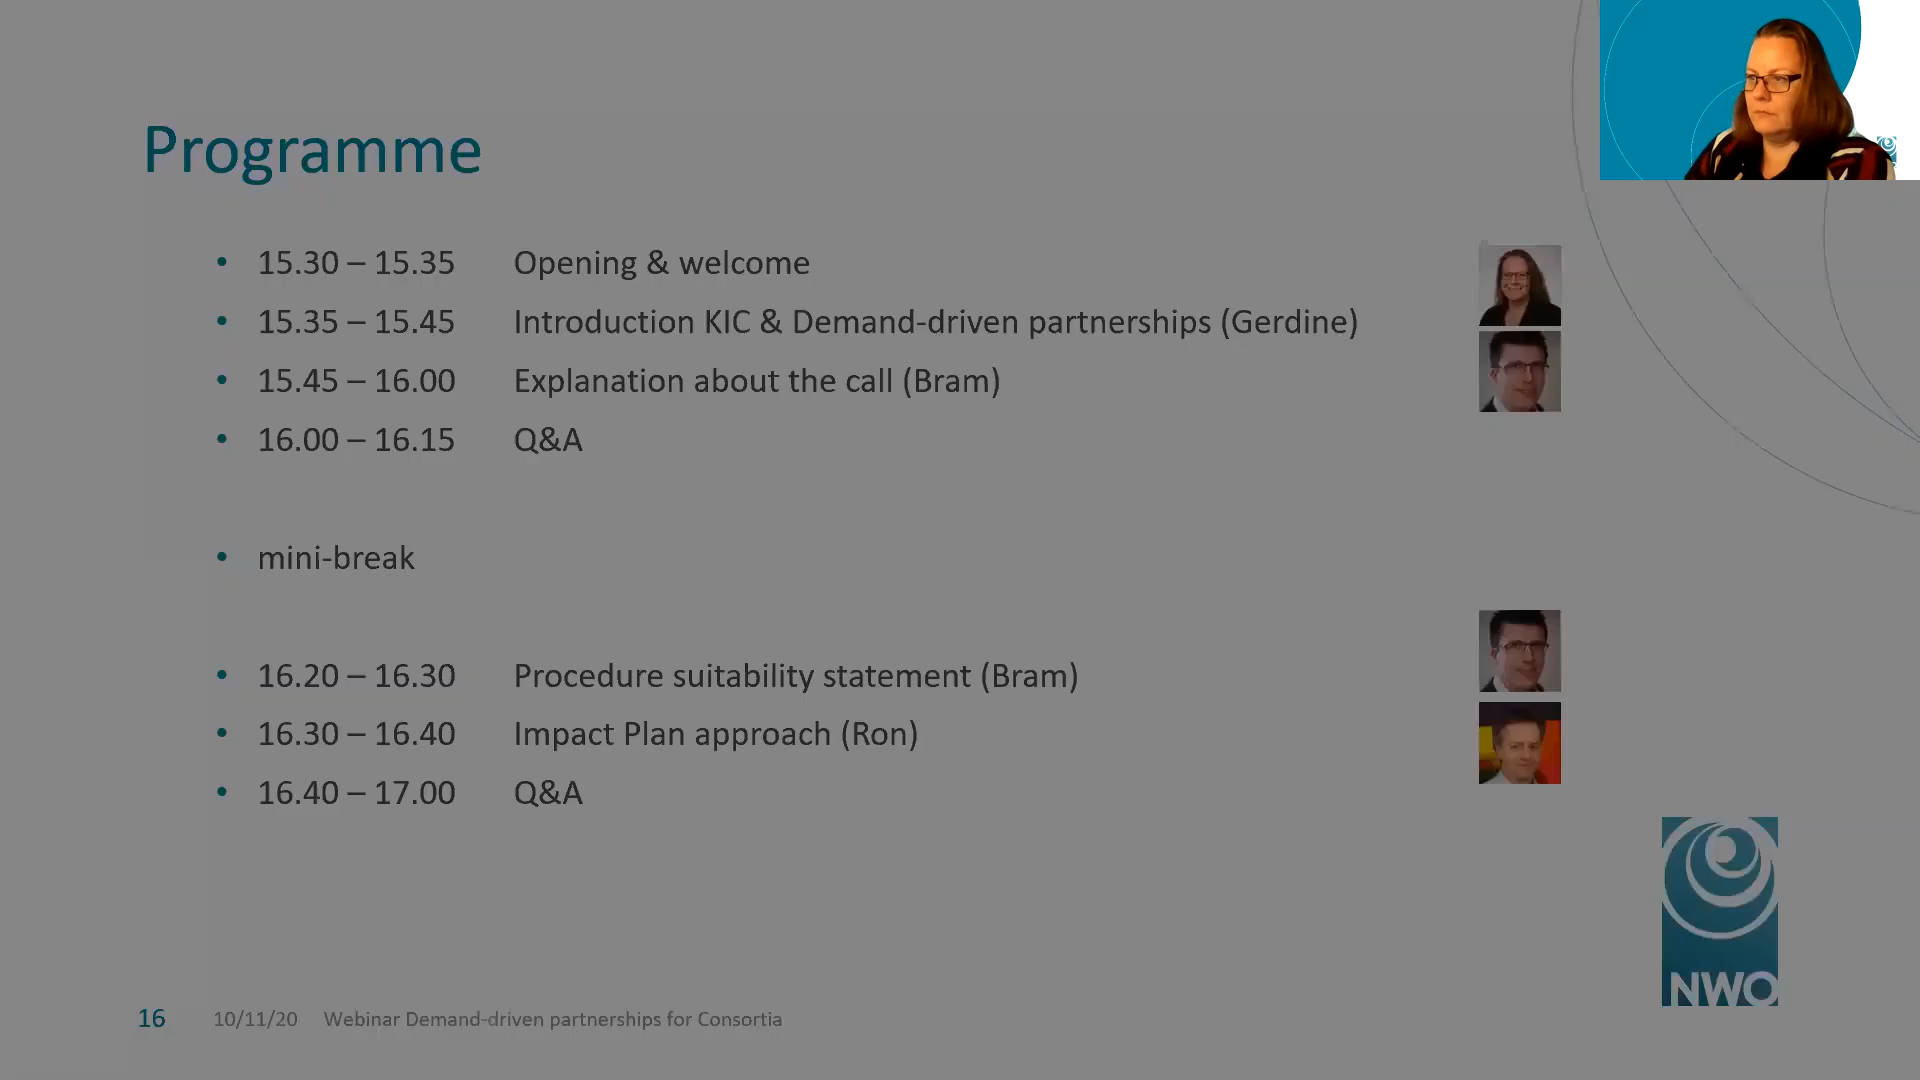 Programme
• 15.30 – 15.35 Opening & welcome
• 15.35 – 15.45 Introduction KIC & Demand-driven partnerships (Gerdine)
• 15.45 – 16.00 Explanation about the call (Bram)
• 16.00 – 16.15 Q&A
• mini-break
• 16.20 – 16.30 Procedure suitability statement (Bram)
• 16.30 – 16.40 Impact Plan approach (Ron)
• 16.40 – 17.00 Q&A
NWO
16 10/11/20 Webinar Demand-driven partnerships for Consortia